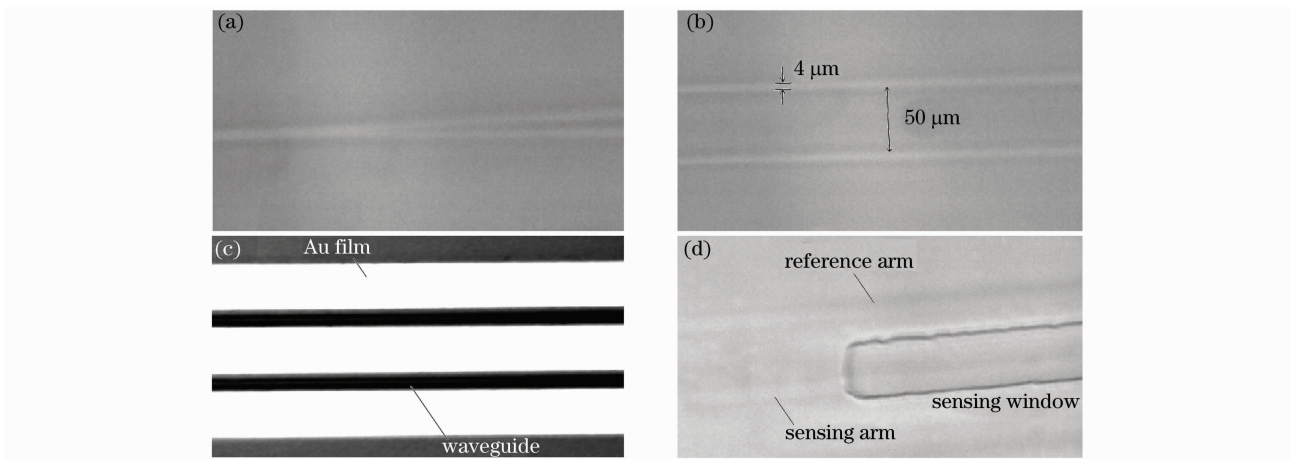 (a)
(b)
4 μm
50 μm
(c)
Au film
waveguide
(d)
reference arm
sensing window
sensing arm